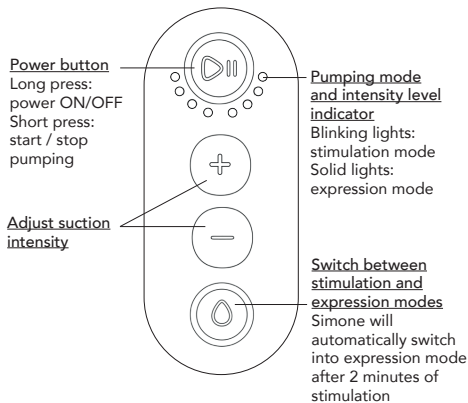 Power button
Long press:
power ON/OFF
Short press:
start / stop
pumping
Adjust suction
intensity
Pumping mode
and intensity level
indicator
Blinking lights:
stimulation mode
Solid lights:
expression mode
Switch between
stimulation and
expression modes
Simone will
automatically switch
into expression mode
after 2 minutes of
stimulation